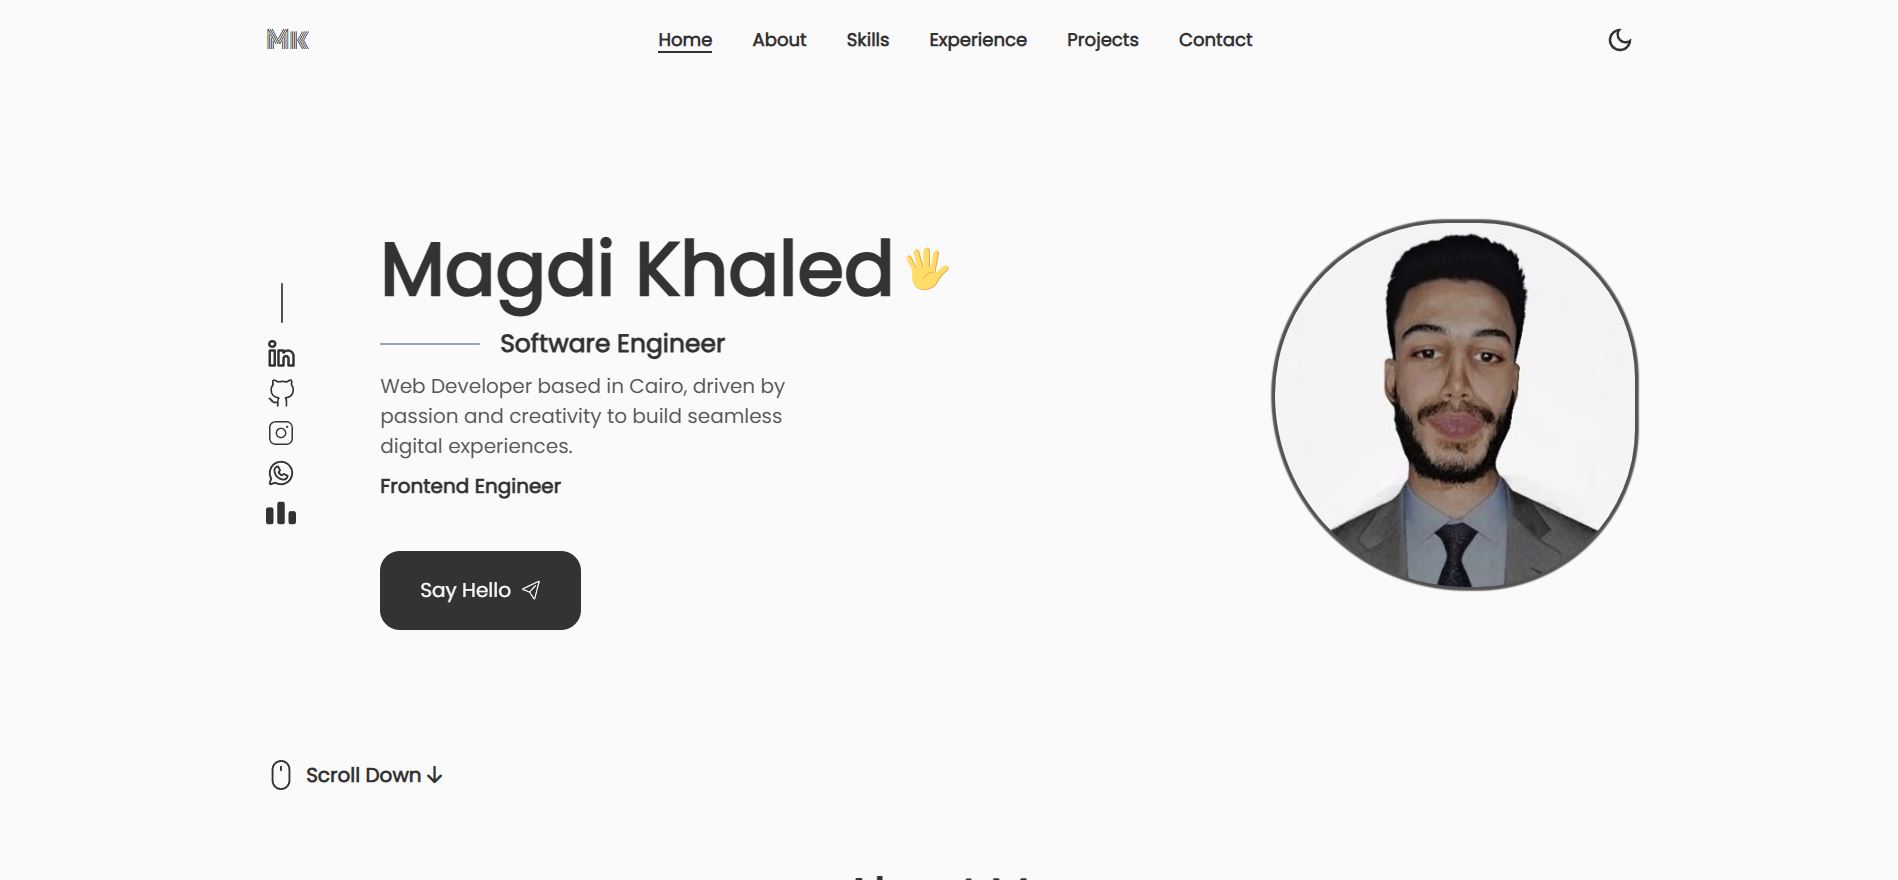 MK
Home
About
Skills
Experience
Projects
Contact
Magdi Khaled
Software Engineer
Web Developer based in Cairo, driven by
passion and creativity to build seamless
digital experiences.
Frontend Engineer
Say Hello
Scroll Down